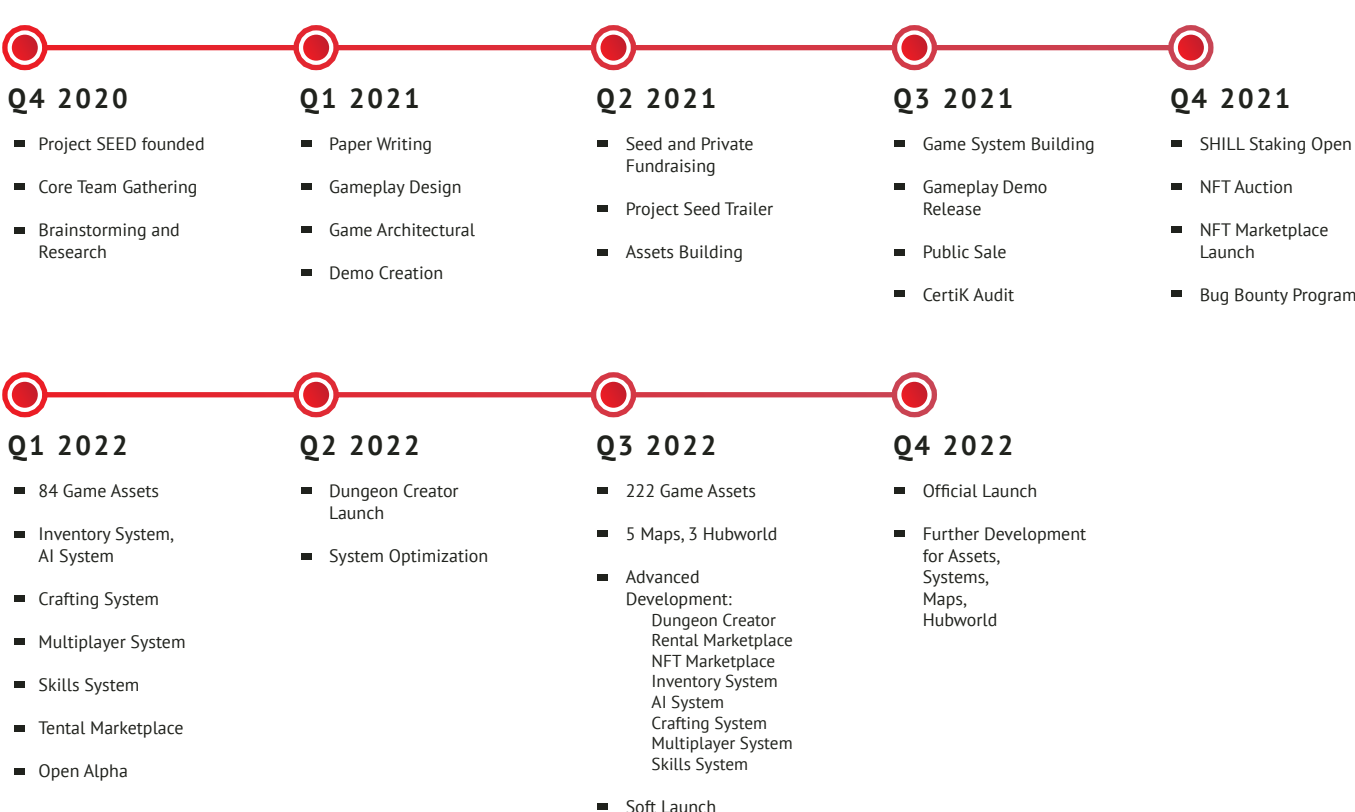 Q4 2020
Project SEED founded
Core Team Gathering
Brainstorming and
Research
Q1 2021
Paper Writing
Gameplay Design
Game Architectural
Demo Creation
Q2 2021
Seed and Private
Fundraising
Project Seed Trailer
Assets Building
Q3 2021
Game System Building
Gameplay Demo
Release
Public Sale
CertiK Audit
Q4 2021
SHILL Staking Open
NFT Auction
NFT Marketplace
Launch
Bug Bounty Program
Q1 2022
84 Game Assets
Inventory System,
AI System
Crafting System
Multiplayer System
Skills System
Tental Marketplace
Open Alpha
Q2 2022
Dungeon Creator
Launch
System Optimization
Q3 2022
222 Game Assets
5 Maps, 3 Hubworld
Advanced
Development:
Dungeon Creator
Rental Marketplace
NFT Marketplace
Inventory System
AI System
Crafting System
Multiplayer System
Skills System
Soft Launch
Q4 2022
Official Launch
Further Development
for Assets,
Systems,
Maps,
Hubworld